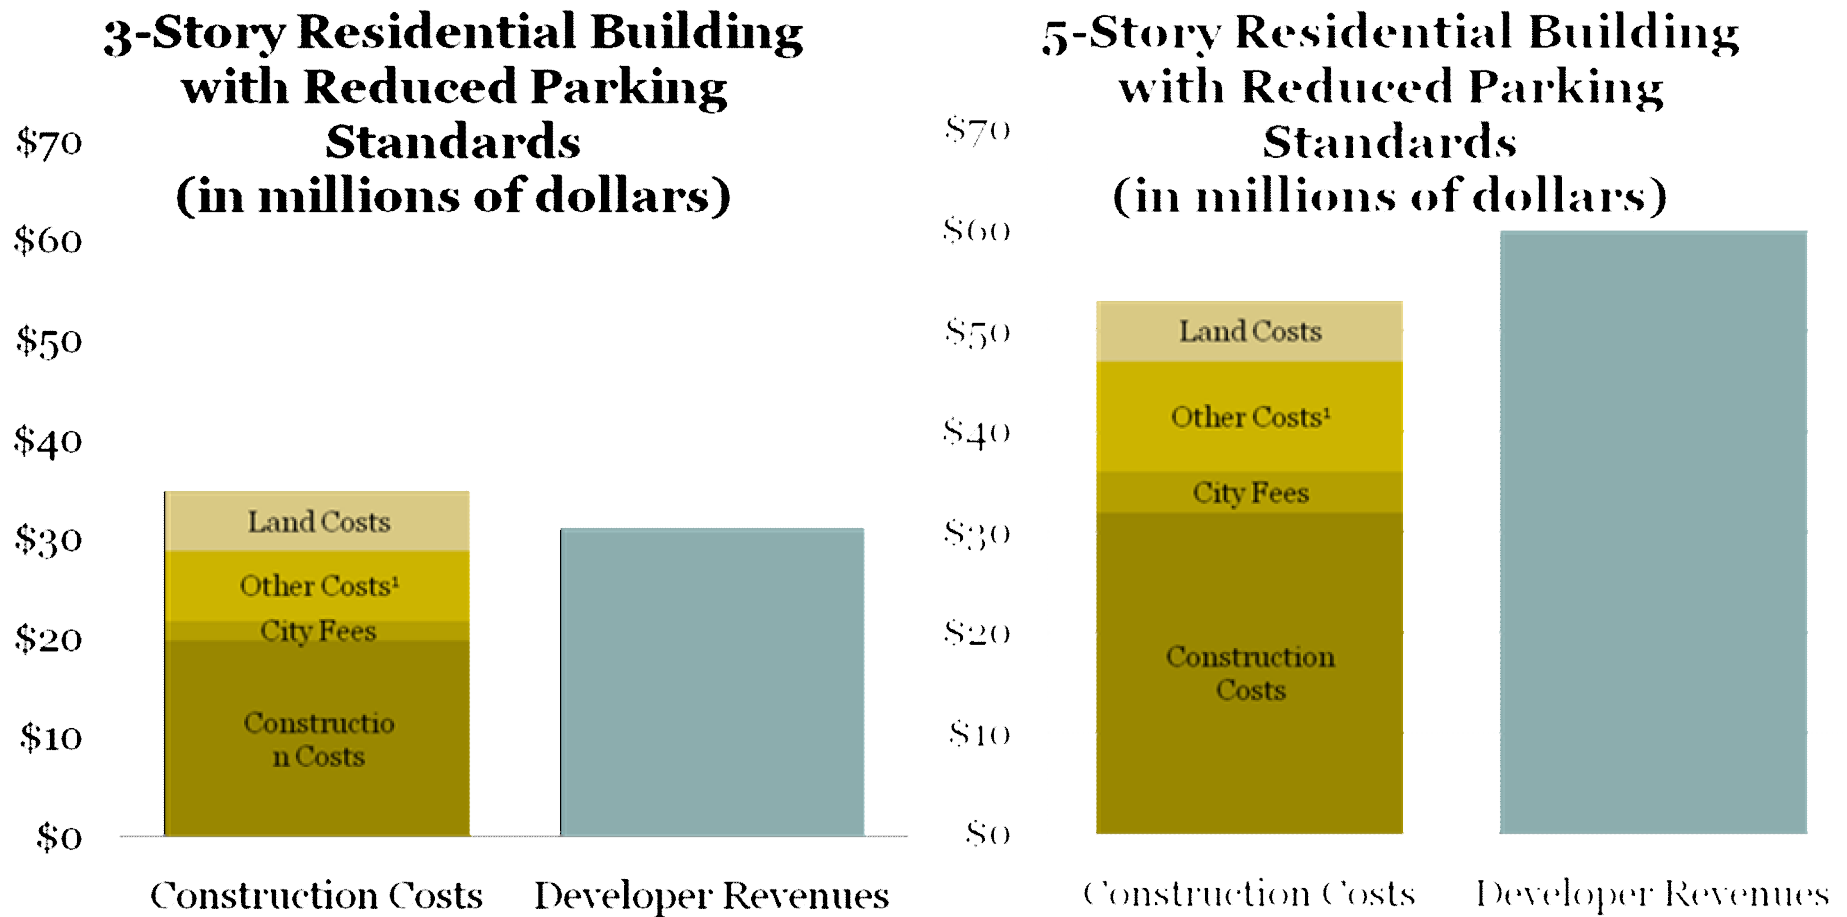 3-Story Residential Building
with Reduced Parking
Standards
(in millions of dollars)
$70
$60
$50
$40
$30
$20
$10
$0
Land Costs
Other Costs¹
City Fees
Constructio
n Costs
Construction Costs
Developer Revenues
5-Story Residential Building
with Reduced Parking
Standards
(in millions of dollars)
$70
$60
$50
$40
$30
$20
$10
$0
Land Costs
Other Costs¹
City Fees
Construction
Costs
Construction Costs
Developer Revenues